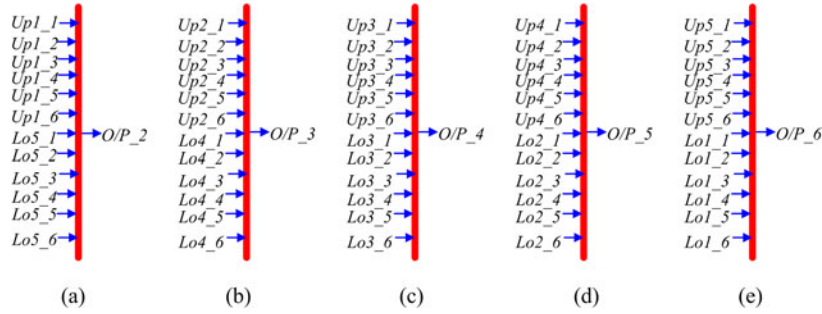 Up1_1
Up1_2
Up1_3
Up1_4
Up1_5
Up1_6
Lo5_1
Lo5_2
Lo5_3
Lo5_4
Lo5_5
Lo5_6
O/P_2
(a)
Up2_1
Up2_2
Up2_3
Up2_4
Up2_5
Up2_6
Lo4_1
Lo4_2
Lo4_3
Lo4_4
Lo4_5
Lo4_6
O/P_3
(b)
Up3_1
Up3_2
Up3_3
Up3_4
Up3_5
Up3_6
Lo3_1
Lo3_2
Lo3_3
Lo3_4
Lo3_5
Lo3_6
O/P_4
(c)
Up4_1
Up4_2
Up4_3
Up4_4
Up4_5
Up4_6
Lo2_1
Lo2_2
Lo2_3
Lo2_4
Lo2_5
Lo2_6
O/P_5
(d)
Up5_1
Up5_2
Up5_3
Up5_4
Up5_5
Up5_6
Lo1_1
Lo1_2
Lo1_3
Lo1_4
Lo1_5
Lo1_6
O/P_6
(e)